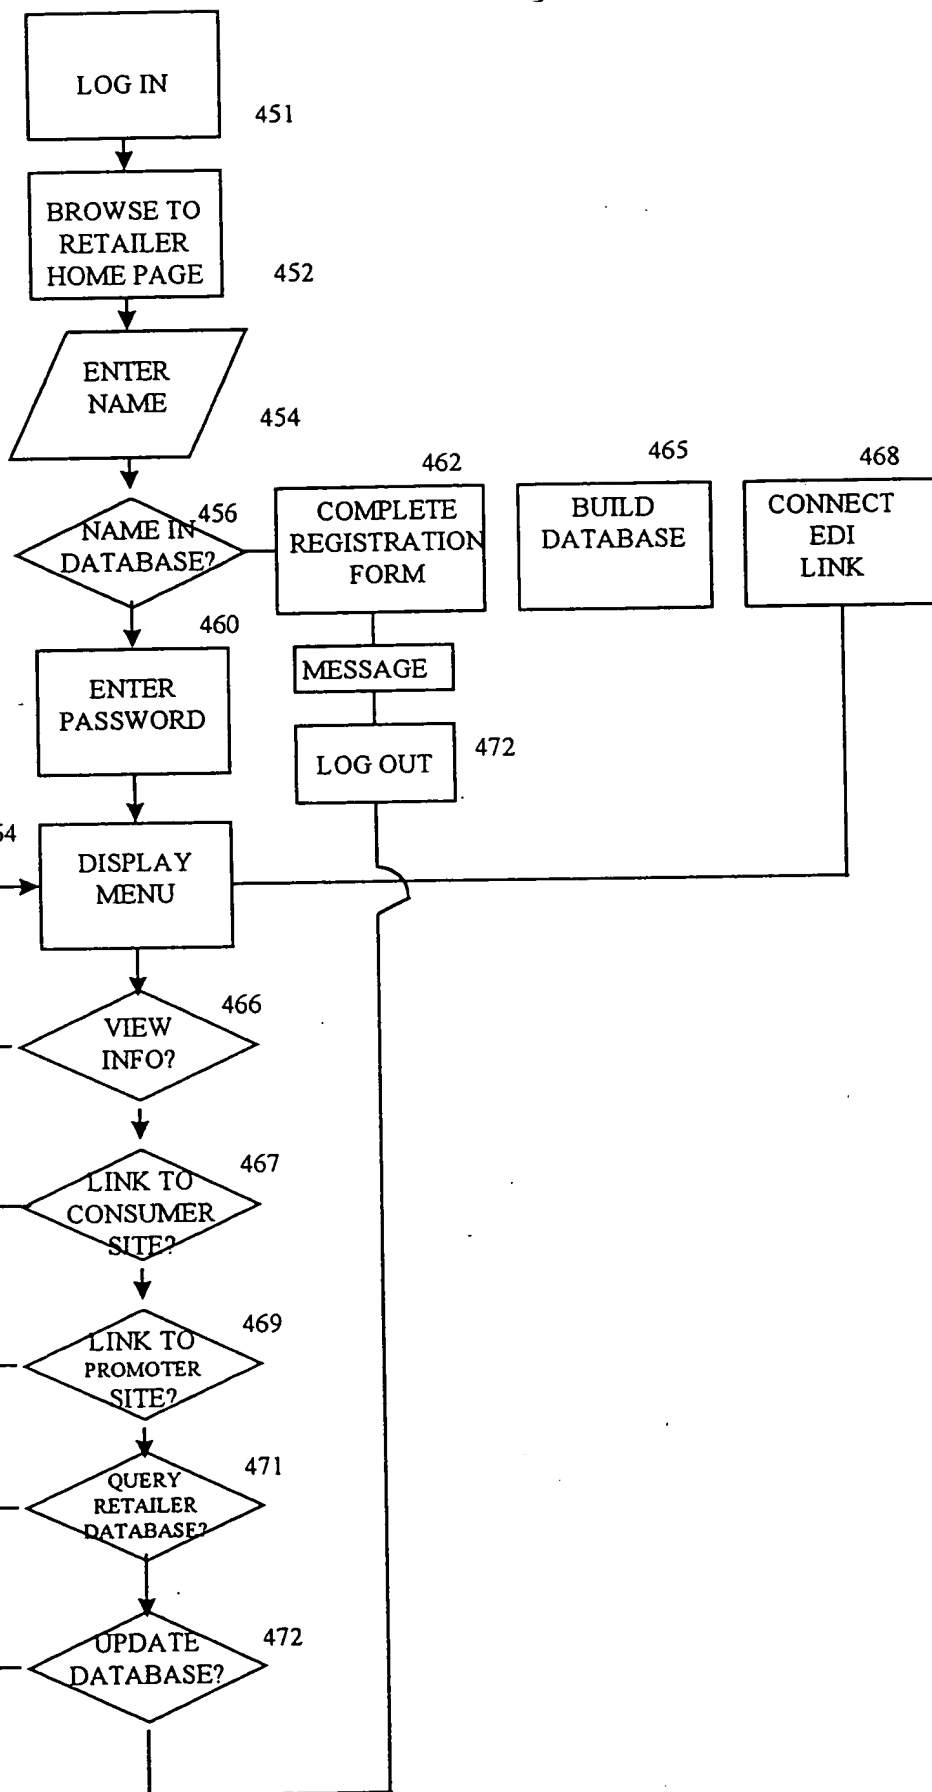 LOG IN
451
BROWSE TO
RETAILER
HOME PAGE
452
ENTER
NAME
454
NAME IN
DATABASE?
456
462
COMPLETE
REGISTRATION
FORM
465
BUILD
DATABASE
468
CONNECT
EDI
LINK
460
ENTER
PASSWORD
MESSAGE
LOG OUT
472
DISPLAY
MENU
466
VIEW
INFO?
467
LINK TO
CONSUMER
SITE?
469
LINK TO
PROMOTER
SITE?
471
QUERY
RETAILER
DATABASE?
472
UPDATE
DATABASE?